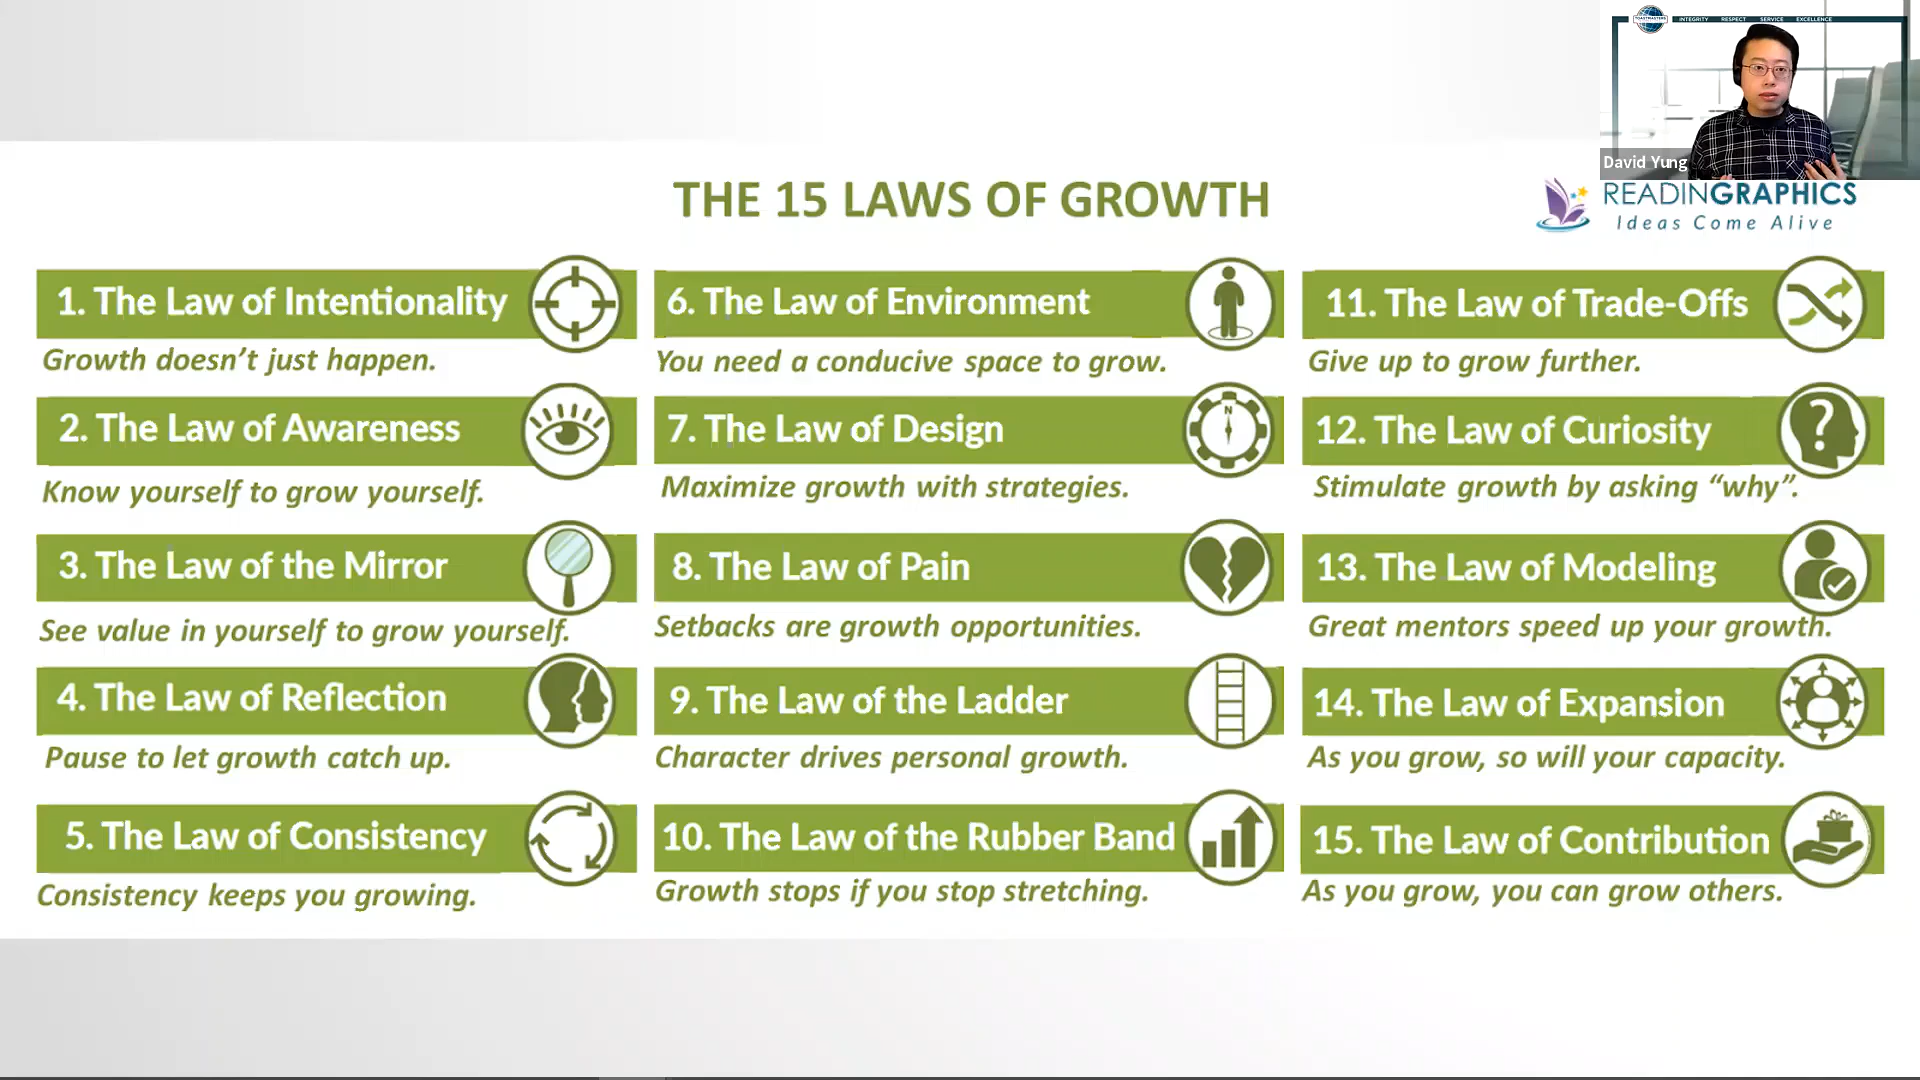 TOASTMASTERS
INTEGRITY RESPECT SERVICE EXCELLENCE
David Yung
THE 15 LAWS OF GROWTH
READINGRAPHICS
Ideas Come Alive
1. The Law of Intentionality
Growth doesn’t just happen.
2. The Law of Awareness
Know yourself to grow yourself.
3. The Law of the Mirror
See value in yourself to grow yourself.
4. The Law of Reflection
Pause to let growth catch up.
5. The Law of Consistency
Consistency keeps you growing.
6. The Law of Environment
You need a conducive space to grow.
7. The Law of Design
N
Maximize growth with strategies.
8. The Law of Pain
Setbacks are growth opportunities.
9. The Law of the Ladder
Character drives personal growth.
10. The Law of the Rubber Band
Growth stops if you stop stretching.
11. The Law of Trade-Offs
Give up to grow further.
12. The Law of Curiosity
?
Stimulate growth by asking “why”.
13. The Law of Modeling
Great mentors speed up your growth.
14. The Law of Expansion
As you grow, so will your capacity.
15. The Law of Contribution
As you grow, you can grow others.